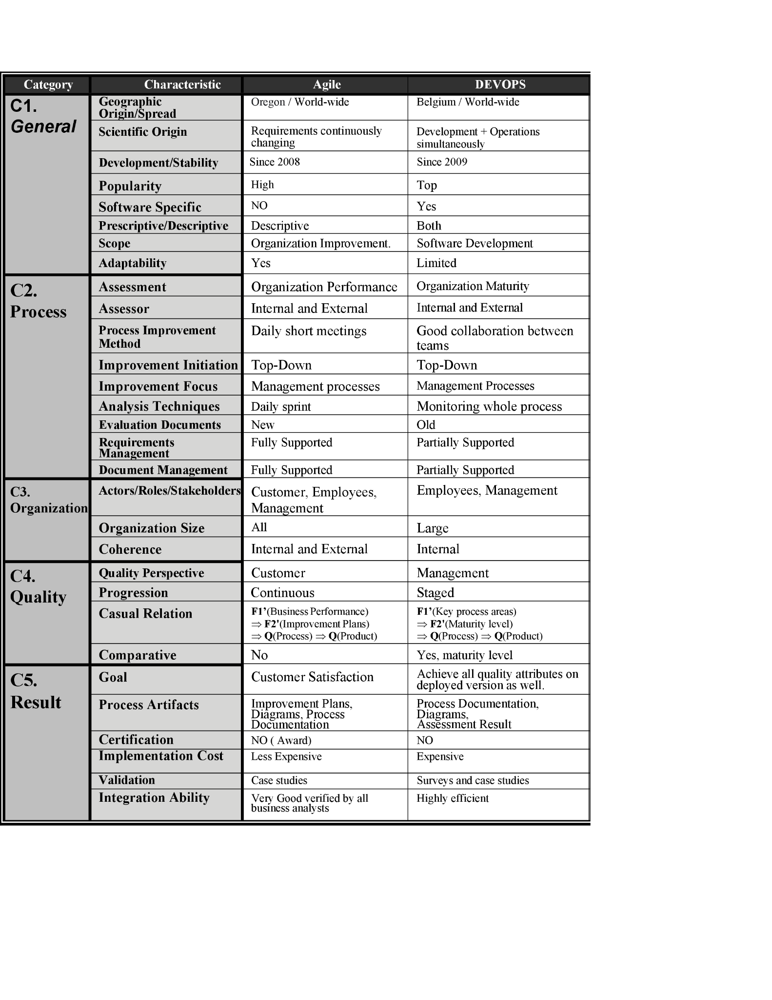 Category Characteristic Agile DEVOPS
C1.
General
Geographic
Origin/Spread
Oregon / World-wide
Belgium / World-wide
Scientific Origin
Requirements continuously
changing
Development + Operations
simultaneously
Development/Stability
Since 2008
Since 2009
Popularity
High
Top
Software Specific
NO
Yes
Prescriptive/Descriptive
Descriptive
Both
Scope
Organization Improvement.
Software Development
Adaptability
Yes
Limited
C2.
Process
Assessment
Organization Performance
Organization Maturity
Assessor
Internal and External
Internal and External
Process Improvement
Method
Daily short meetings
Good collaboration between
teams
Improvement Initiation
Top-Down
Top-Down
Improvement Focus
Management processes
Management Processes
Analysis Techniques
Daily sprint
Monitoring whole process
Evaluation Documents
New
Old
Requirements
Management
Fully Supported
Partially Supported
Document Management
Fully Supported
Partially Supported
C3.
Organization
Actors/Roles/Stakeholders
Customer, Employees,
Management
Employees, Management
Organization Size
All
Large
Coherence
Internal and External
Internal
C4.
Quality
Quality Perspective
Customer
Management
Progression
Continuous
Staged
Casual Relation
F1’(Business Performance)
⇒ F2'(Improvement Plans)
⇒ Q(Process) ⇒ Q(Product)
F1’(Key process areas)
⇒ F2'(Maturity level)
⇒ Q(Process) ⇒ Q(Product)
Comparative
No
Yes, maturity level
C5.
Result
Goal
Customer Satisfaction
Achieve all quality attributes on
deployed version as well.
Process Artifacts
Improvement Plans,
Diagrams, Process
Documentation
Process Documentation,
Diagrams,
Assessment Result
Certification
NO ( Award)
NO
Implementation Cost
Less Expensive
Expensive
Validation
Case studies
Surveys and case studies
Integration Ability
Very Good verified by all
business analysts
Highly efficient